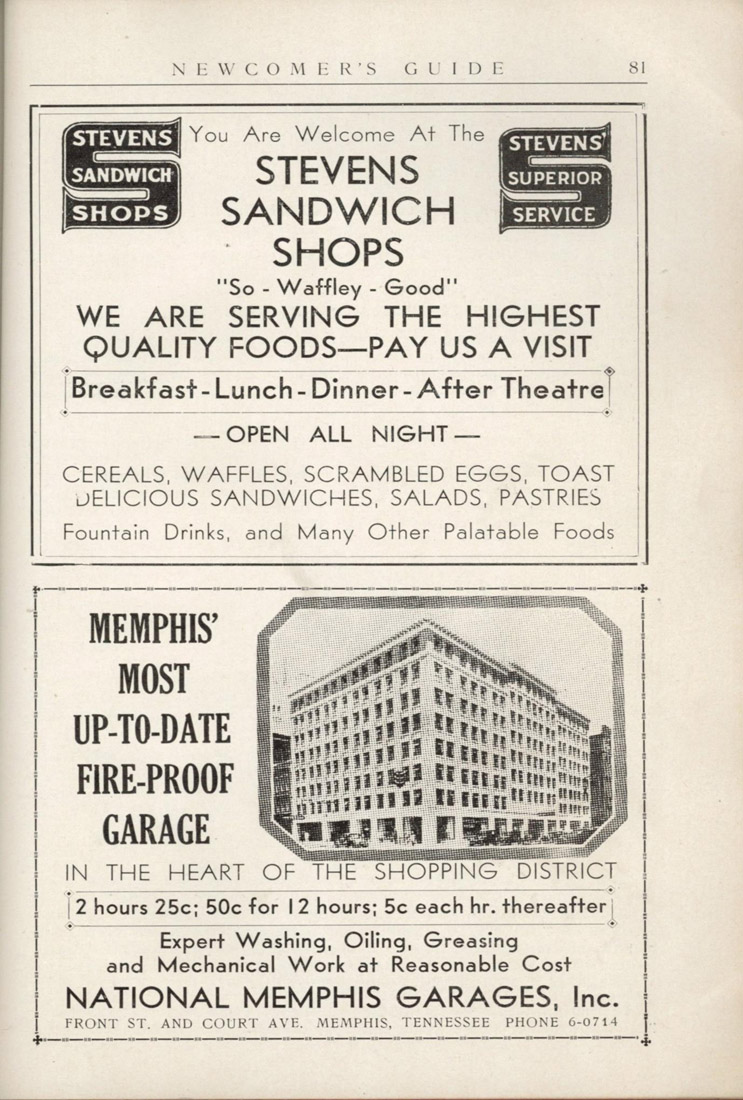 NEWCOMER'S GUIDE 81
STEVENS
SANDWICH
SHOPS
You Are Welcome At The
STEVENS
SANDWICH
SHOPS
STEVENS'
SUPERIOR
SERVICE
"So - Waffley - Good"
WE ARE SERVING THE HIGHEST
QUALITY FOODS—PAY US A VISIT
Breakfast-Lunch-Dinner-After Theatre
—OPEN ALL NIGHT—
CEREALS, WAFFLES, SCRAMBLED EGGS, TOAST
DELICIOUS SANDWICHES, SALADS, PASTRIES
Fountain Drinks, and Many Other Palatable Foods
MEMPHIS'
MOST
UP-TO-DATE
FIRE-PROOF
GARAGE
IN THE HEART OF THE SHOPPING DISTRICT
2 hours 25c; 50c for 12 hours; 5c each hr. thereafter
Expert Washing, Oiling, Greasing
and Mechanical Work at Reasonable Cost
NATIONAL MEMPHIS GARAGES, Inc.
FRONT ST. AND COURT AVE. MEMPHIS, TENNESSEE PHONE 6-0714